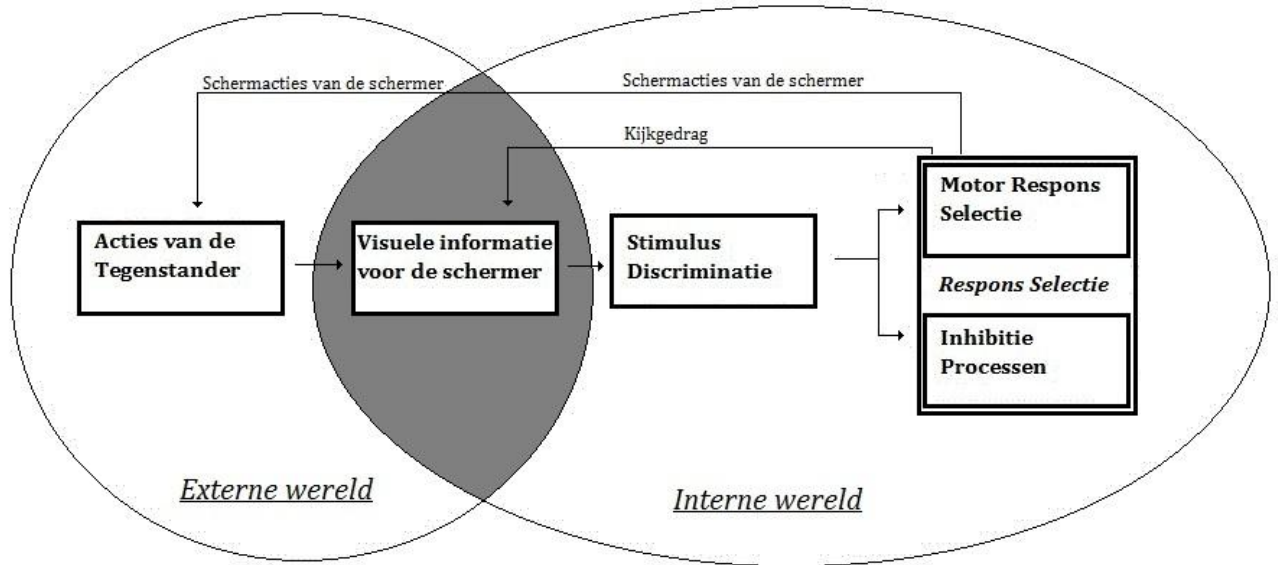 Schermacties van de schermer
Schermacties van de schermer
Kijkgedrag
Acties van de
Tegenstander
Visuele informatie
voor de schermer
Stimulus
Discriminatie
Motor Respons
Selectie
Respons Selectie
Inhibitie
Processen
Externe wereld
Interne wereld